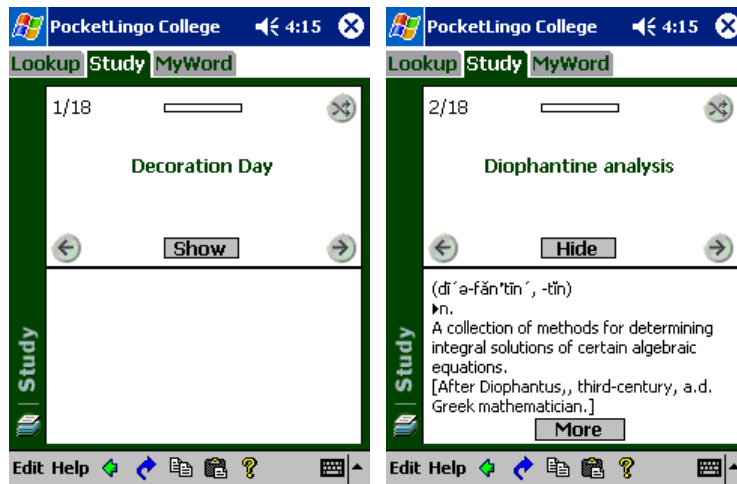 PocketLingo College 4:15
Lookup Study MyWord
1/18
Decoration Day
Show
Study
Edit Help
PocketLingo College 4:15
Lookup Study MyWord
2/18
Diophantine analysis
Hide
(dī´ə-făn'tīn´, -tĭn)
▶n.
A collection of methods for determining
integral solutions of certain algebraic
equations.
[After Diophantus,, third-century, a.d.
Greek mathematician.]
More
Study
Edit Help